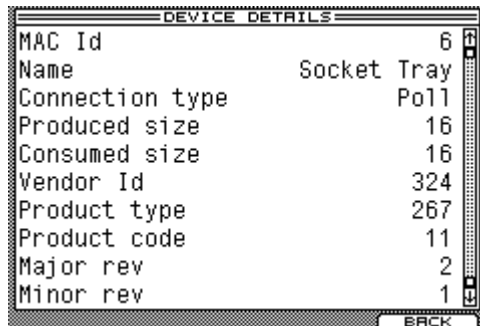 DEVICE DETAILS
MAC Id 6
Name Socket Tray
Connection type Poll
Produced size 16
Consumed size 16
Vendor Id 324
Product type 267
Product code 11
Major rev 2
Minor rev 1
BACK